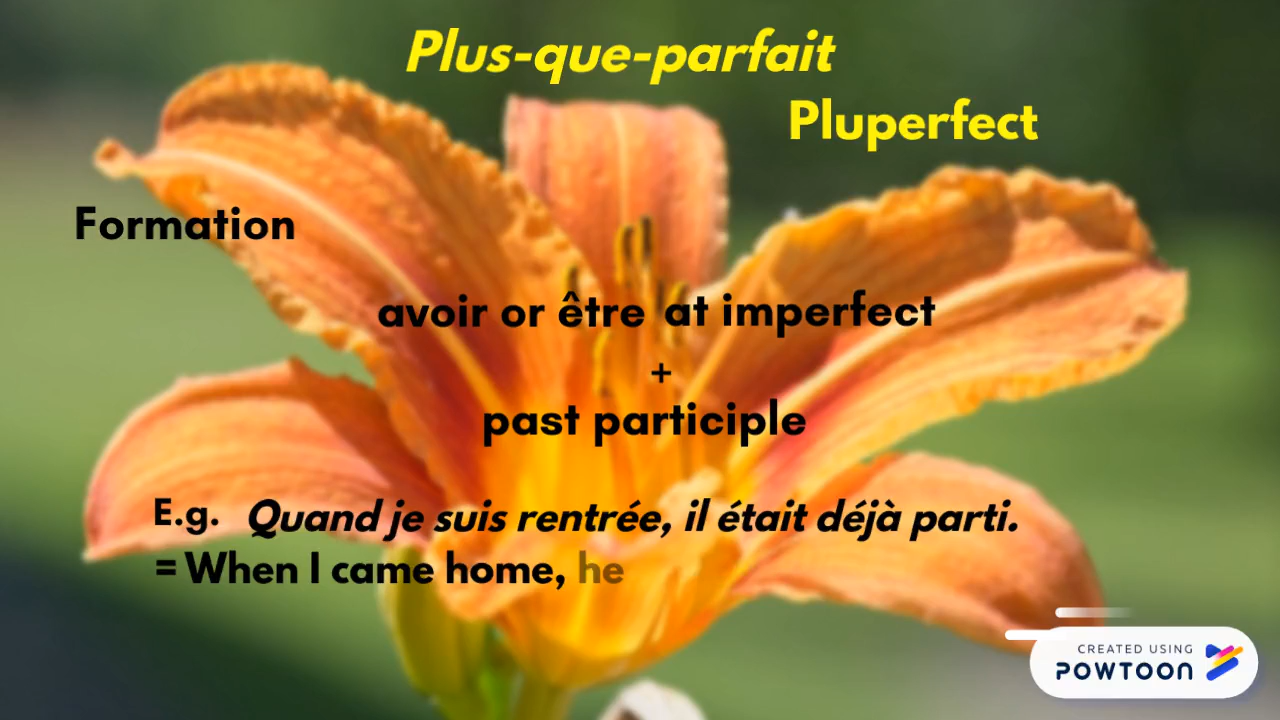 Plus-que-parfait
Pluperfect
Formation
avoir or être at imperfect
+
past participle
E.g. Quand je suis rentrée, il était déjà parti.
= When I came home, he
CREATED USING
POWTOON